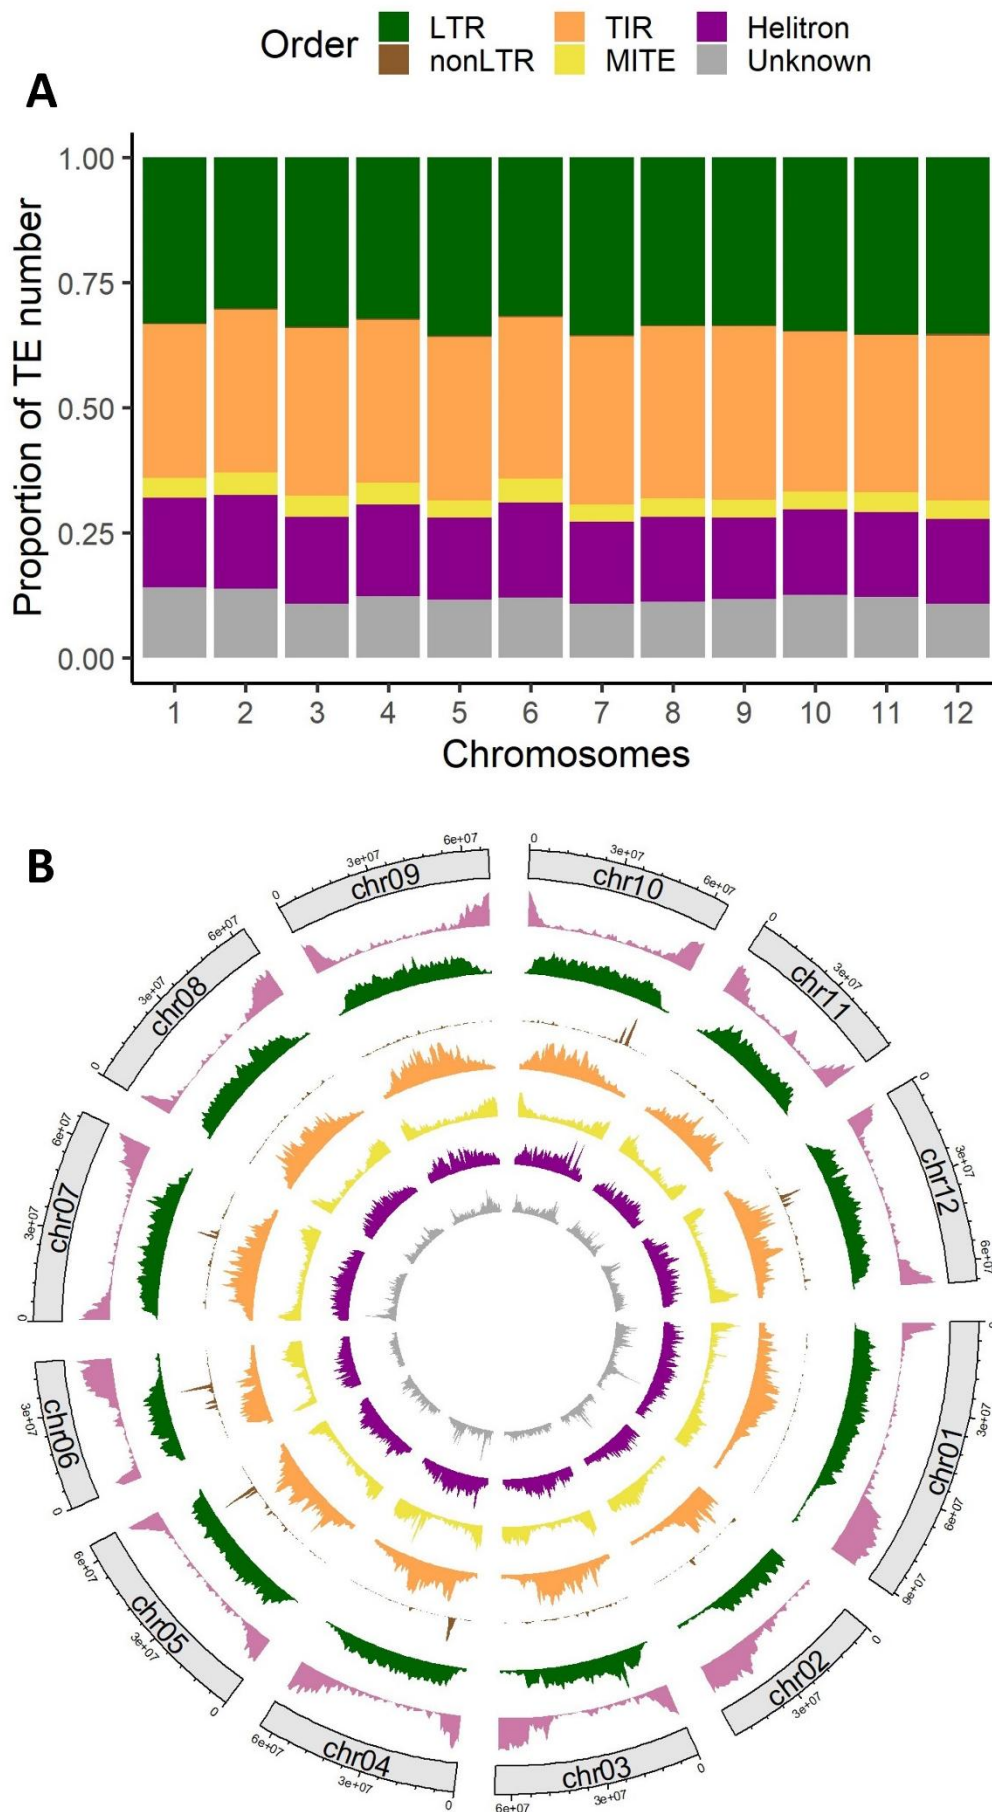 Order LTR TIR Helitron
nonLTR MITE Unknown
A
Proportion of TE number
1.00
0.75
0.50
0.25
0.00
1 2 3 4 5 6 7 8 9 10 11 12
Chromosomes
B
0 3e+07 6e+07
chr09
0 3e+07 6e+07
chr10
0 3e+07
chr11
0 3e+07 6e+07
chr12
0 3e+07 6e+07 9e+07
chr01
0 3e+07
chr02
0 3e+07 6e+07
chr03
0 3e+07 6e+07
chr04
0 3e+07 6e+07
chr05
0 3e+07
chr06
0 3e+07 6e+07
chr07
0 3e+07 6e+07
chr08